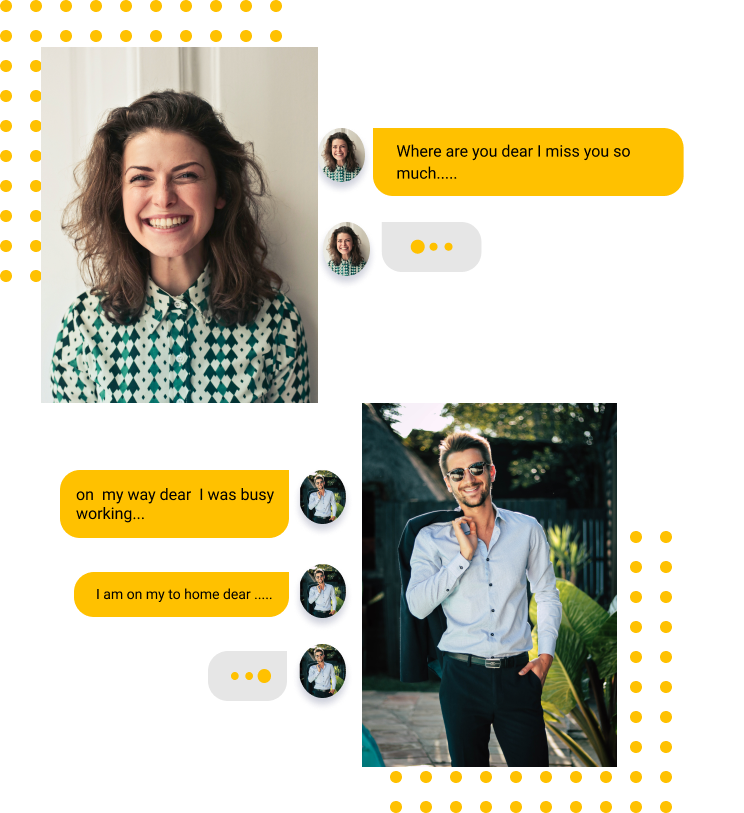 Where are you dear I miss you so
much.....
on  my way dear  I was busy
working...
I am on my to home dear .....